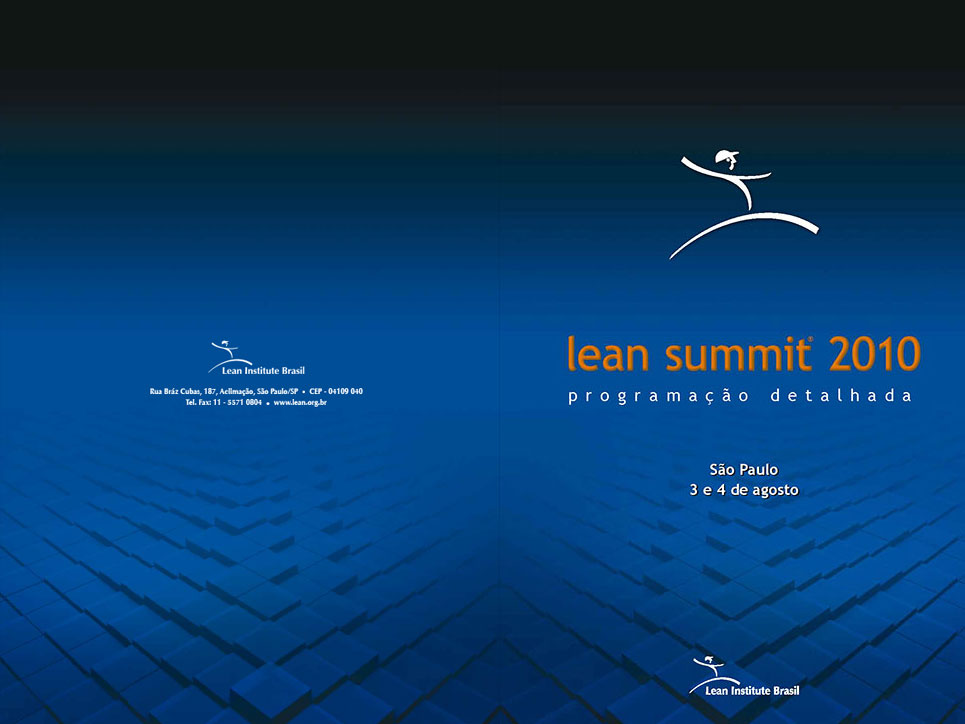 Lean Institute Brasil
Rua Bráz Cubas, 187, Aclimação, São Paulo/SP • CEP - 04109 040
Tel. Fax: 11 - 5571 0804 • www.lean.org.br
lean summit® 2010
programação detalhada
São Paulo
3 e 4 de agosto
Lean Institute Brasil